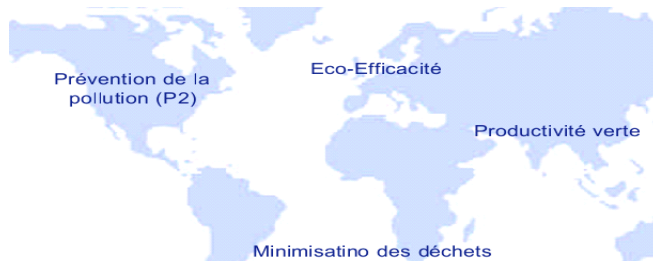 Eco-Efficacité
Prévention de la
pollution (P2)
Productivité verte
Minimisatino des déchets